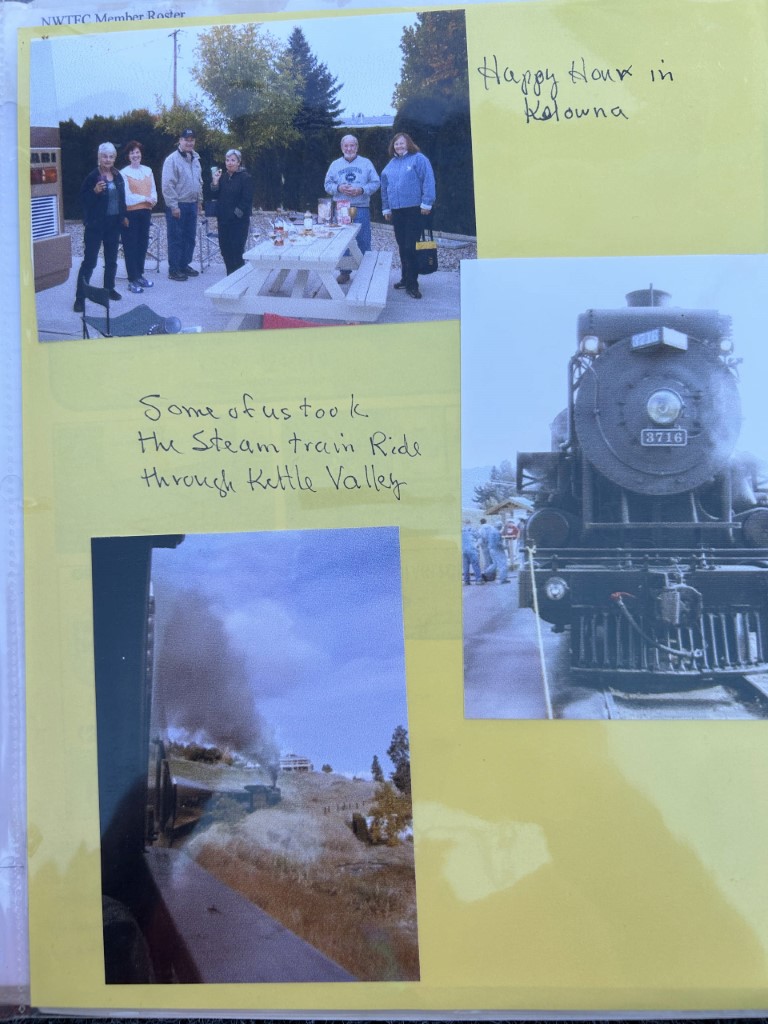 NWTEC Member Roster
Happy Hour in
Kelowna
3716
Some of us took
the Steam train Ride
through Kettle Valley